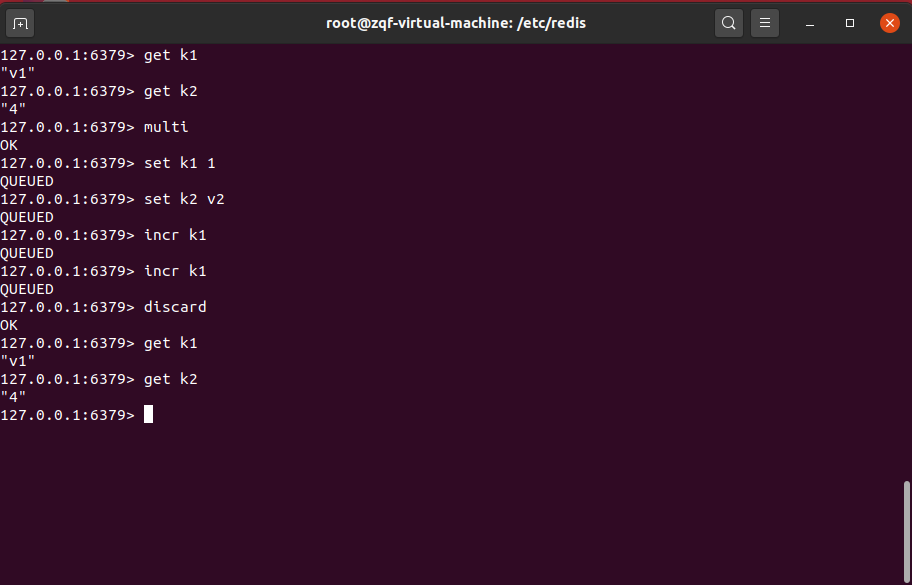 root@zqf-virtual-machine: /etc/redis
127.0.0.1:6379> get k1
"v1"
127.0.0.1:6379> get k2
"4"
127.0.0.1:6379> multi
OK
127.0.0.1:6379> set k1 1
QUEUED
127.0.0.1:6379> set k2 v2
QUEUED
127.0.0.1:6379> incr k1
QUEUED
127.0.0.1:6379> incr k1
QUEUED
127.0.0.1:6379> discard
OK
127.0.0.1:6379> get k1
"v1"
127.0.0.1:6379> get k2
"4"
127.0.0.1:6379>